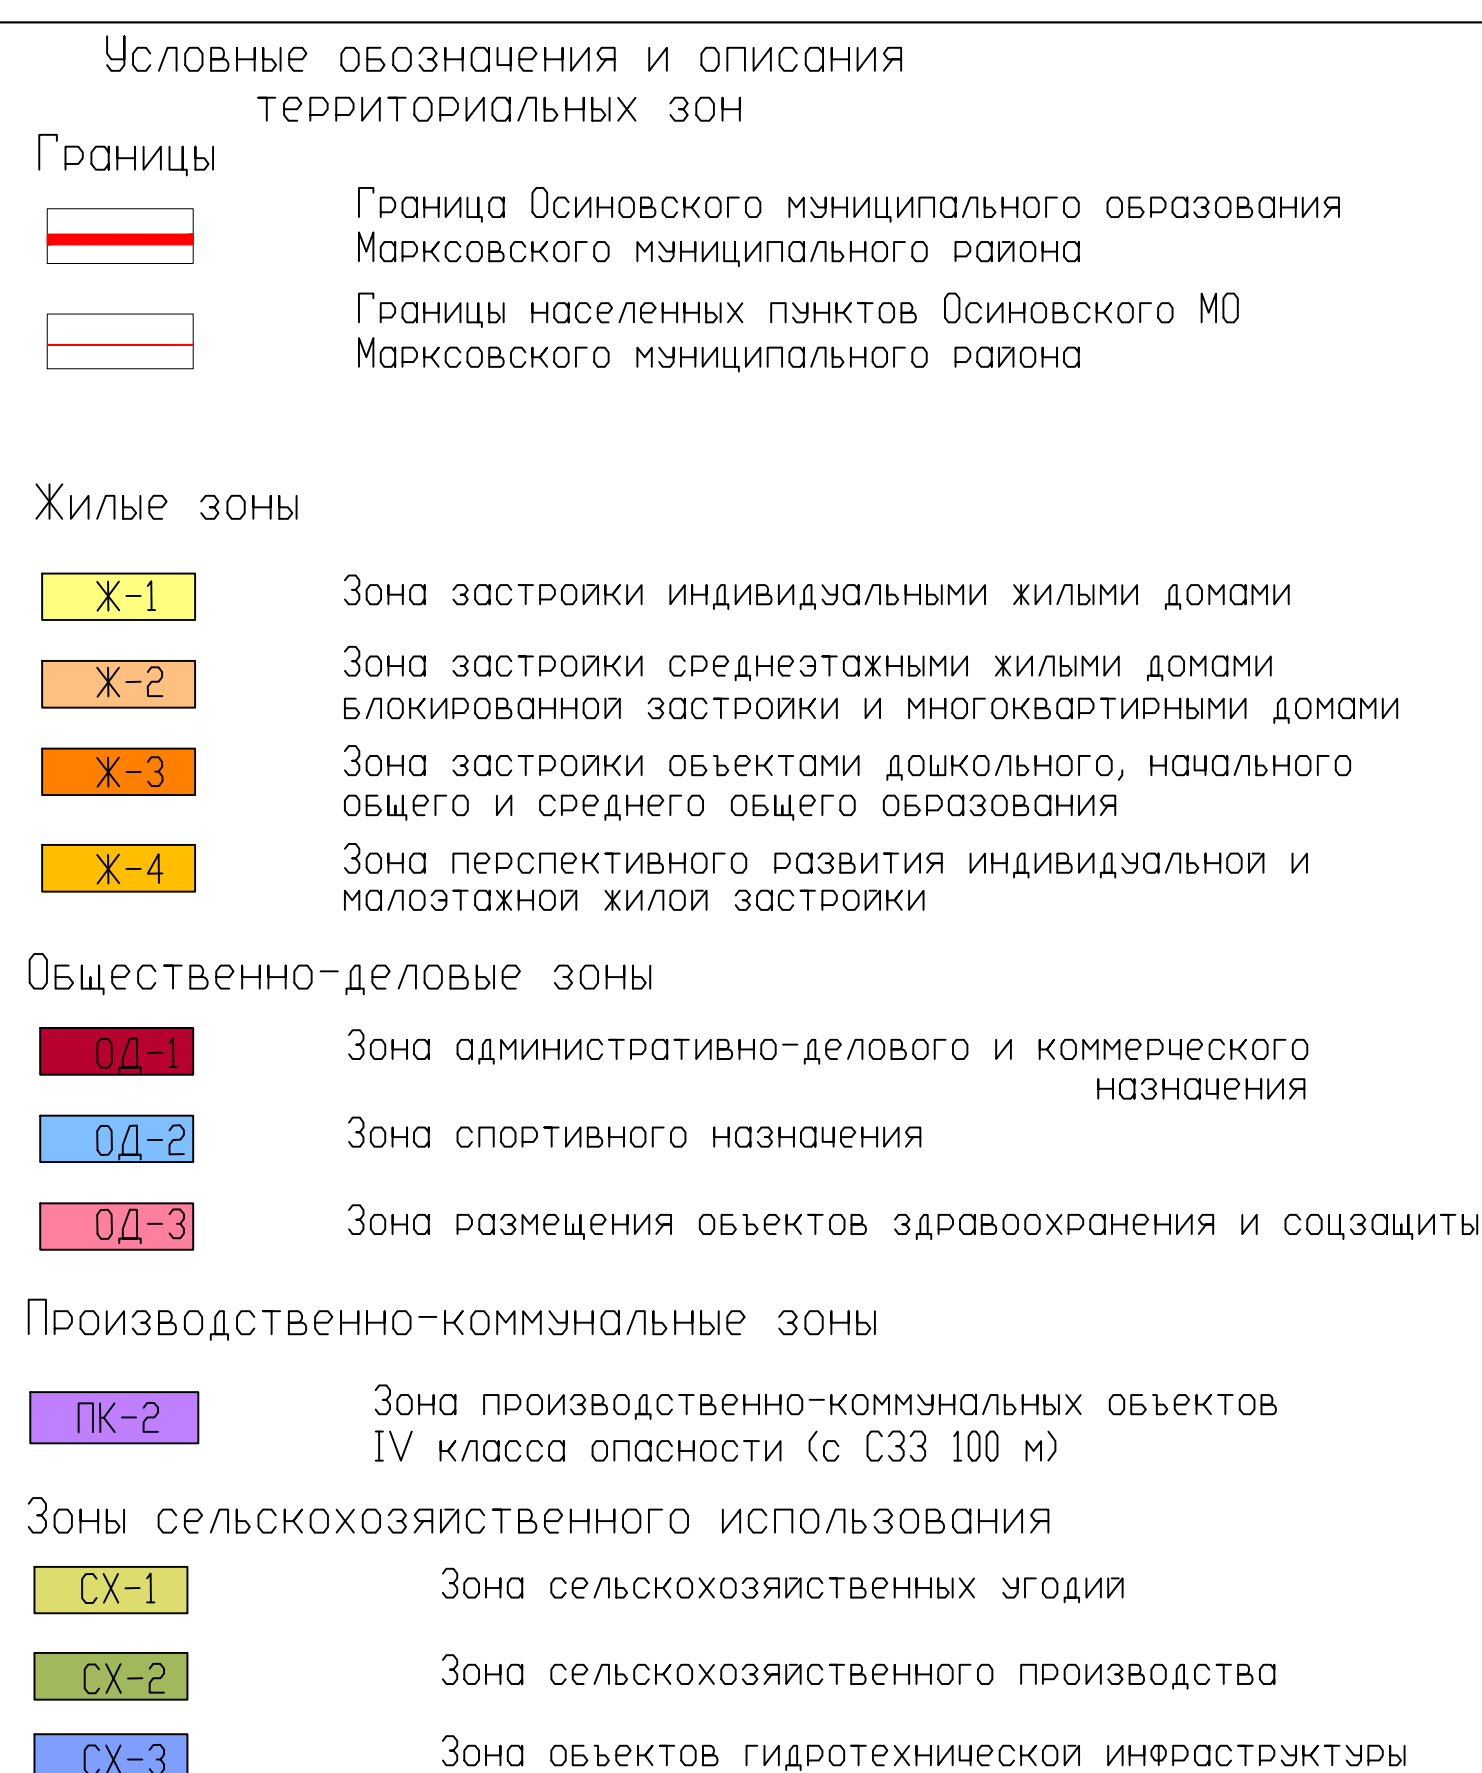 Условные обозначения и описания
территориальных зон
Границы
Граница Осиновского муниципального образования
Марксовского муниципального района
Границы населенных пунктов Осиновского МО
Марксовского муниципального района
Жилые зоны
Ж-1 Зона застройки индивидуальными жилыми домами
Ж-2 Зона застройки среднеэтажными жилыми домами
блокированной застройки и многоквартирными домами
Ж-3 Зона застройки объектами дошкольного, начального
общего и среднего общего образования
Ж-4 Зона перспективного развития индивидуальной и
малоэтажной жилой застройки
Общественно-деловые зоны
ОД-1 Зона административно-делового и коммерческого
назначения
ОД-2 Зона спортивного назначения
ОД-3 Зона размещения объектов здравоохранения и соцзащиты
Производственно-коммунальные зоны
ПК-2 Зона производственно-коммунальных объектов
IV класса опасности (с СЗЗ 100 м)
Зоны сельскохозяйственного использования
СХ-1 Зона сельскохозяйственных угодий
СХ-2 Зона сельскохозяйственного производства
СХ-3 Зона объектов гидротехнической инфраструктуры